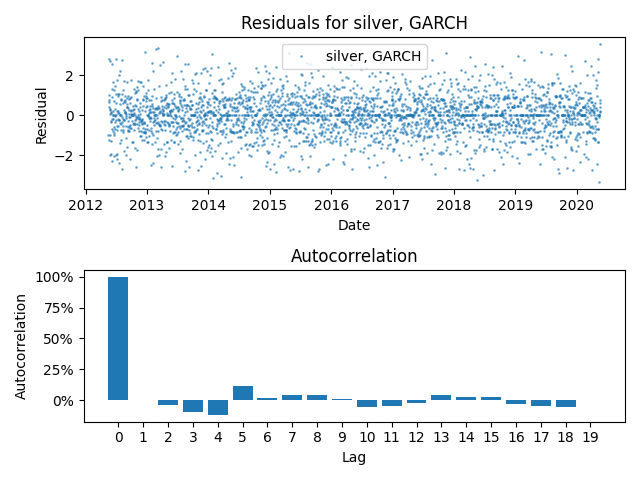 Residuals for silver, GARCH
silver, GARCH
Residual
2
0
−2
2012 2013 2014 2015 2016 2017 2018 2019 2020
Date
Autocorrelation
Autocorrelation
100%
75%
50%
25%
0%
0 1 2 3 4 5 6 7 8 9 10 11 12 13 14 15 16 17 18 19
Lag